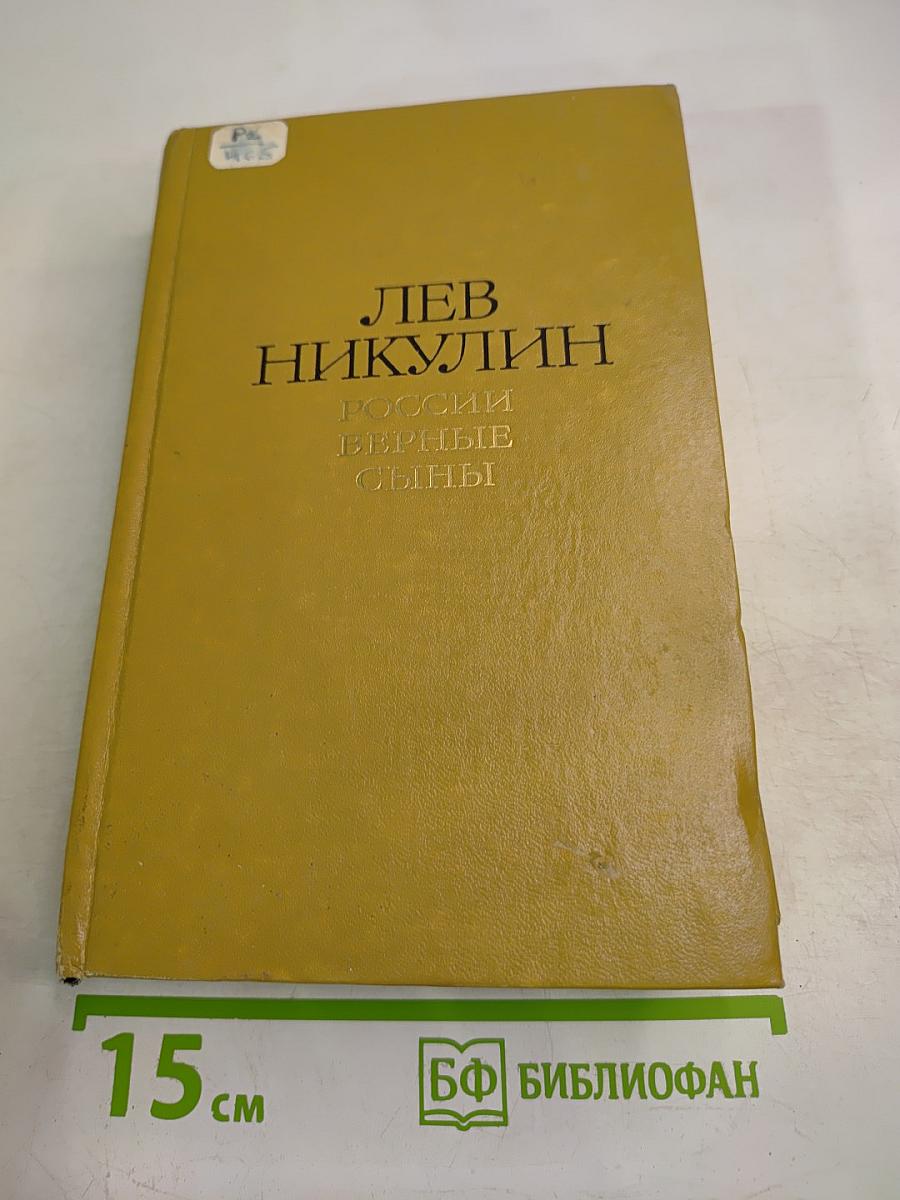 ЛЕВ
НИКУЛИН
РОССИИ
ВЕРНЫЕ
СЫНЫ
15 см
БФ БИБЛИОФАН